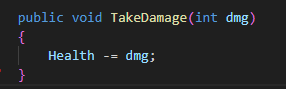 public void TakeDamage(int dmg)
{
    Health -= dmg;
}